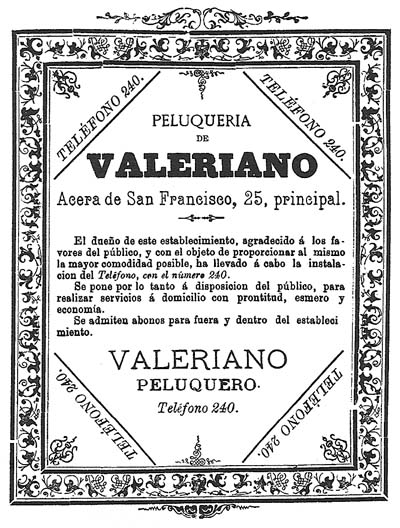 TELÉFONO 240.
TELÉFONO 240.
PELUQUERIA
DE
VALERIANO
Acera de San Francisco, 25, principal.
El dueño de este establecimiento, agradecido á los fa-
vores del público, y con el objeto de proporcionar al mismo
la mayor comodidad posible, ha llevado á cabo la instala-
cion del Teléfono, con el número 240.
Se pone por lo tanto á disposicion del público, para
realizar servicios á domicilio con prontitud, esmero y
economía.
Se admiten abonos para fuera y dentro del estableci
miento.
VALERIANO
PELUQUERO.
Teléfono 240.
TELÉFONO 240.
TELÉFONO 240.